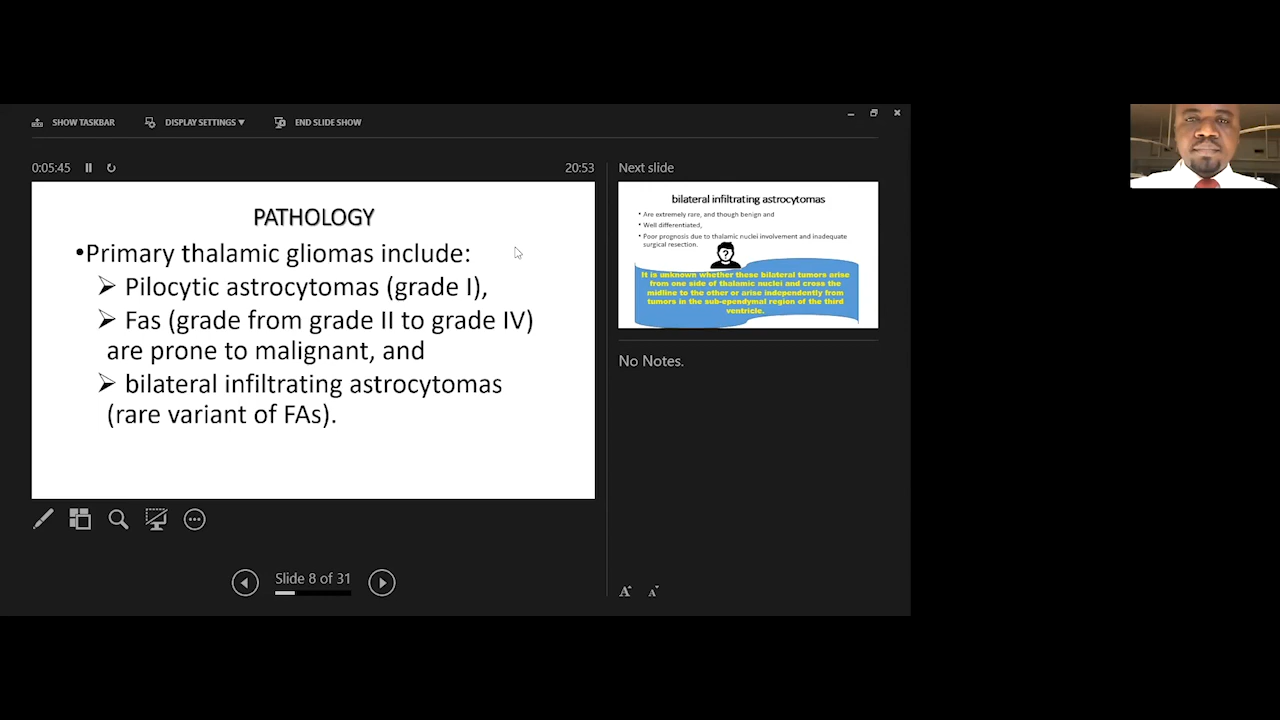 SHOW TASKBAR DISPLAY SETTINGS ▼ END SLIDE SHOW
0:05:45 20:53
PATHOLOGY
•Primary thalamic gliomas include:
➢ Pilocytic astrocytomas (grade I),
➢ Fas (grade from grade II to grade IV)
are prone to malignant, and
➢ bilateral infiltrating astrocytomas
(rare variant of FAs).
Slide 8 of 31
Next slide
bilateral infiltrating astrocytomas
• Are extremely rare, and though benign and
• Well differentiated,
• Poor prognosis due to thalamic nuclei involvement and inadequate
surgical resection.
?
It is unknown whether these bilateral tumors arise
from one side of thalamic nuclei and cross the
midline to the other or arise independently from
tumors in the sub-ependymal region of the third
ventricle.
No Notes.
A A